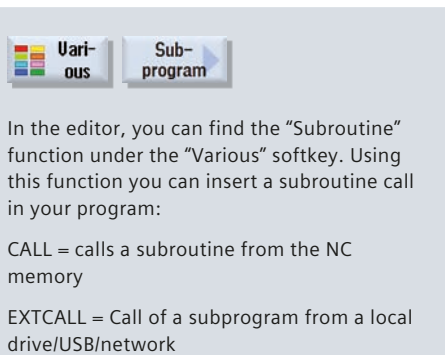 Vari- Sub-
ous program
In the editor, you can find the “Subroutine”
function under the “Various” softkey. Using
this function you can insert a subroutine call
in your program:
CALL = calls a subroutine from the NC
memory
EXTCALL = Call of a subprogram from a local
drive/USB/network